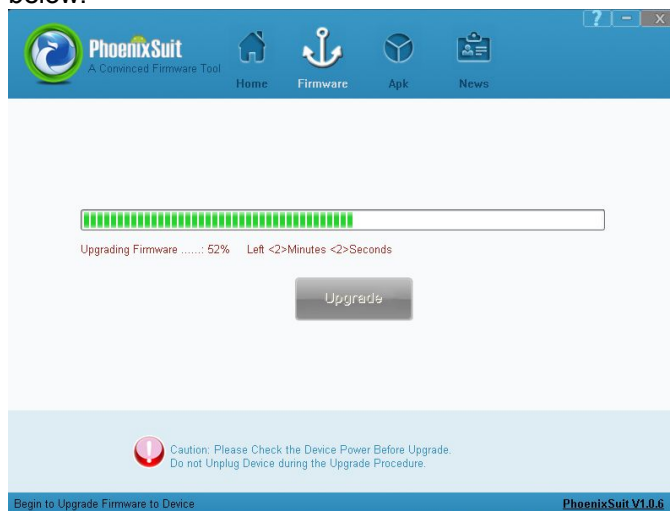 below:
? - X
PhoenixSuit
A Convinced Firmware Tool
Home Firmware Apk News
Upgrading Firmware ......: 52% Left <2>Minutes <2>Seconds
Upgrade
Caution: Please Check the Device Power Before Upgrade.
Do not Unplug Device during the Upgrade Procedure.
Begin to Upgrade Firmware to Device PhoenixSuit V1.0.6